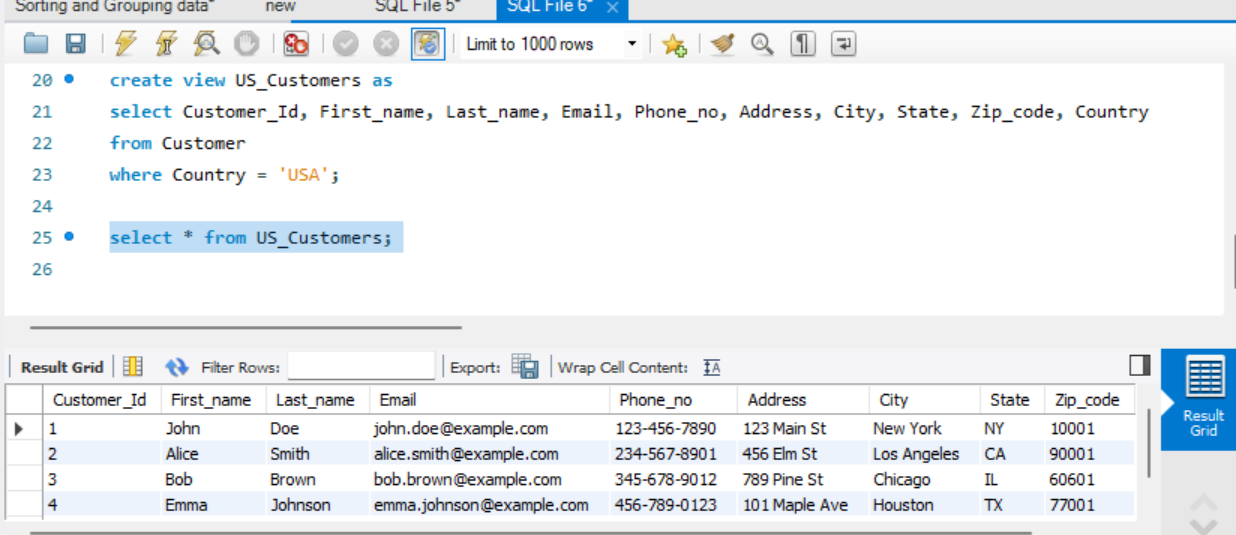 Sorting and Grouping data* new SQL File 5* SQL File 6*
Limit to 1000 rows
20 create view US_Customers as
21 select Customer_Id, First_name, Last_name, Email, Phone_no, Address, City, State, Zip_code, Country
22 from Customer
23 where Country = 'USA';
24
25 select * from US_Customers;
26
Result Grid Filter Rows: Export: Wrap Cell Content: IA
Customer_Id First_name Last_name Email Phone_no Address City State Zip_code
1 John Doe john.doe@example.com 123-456-7890 123 Main St New York NY 10001
2 Alice Smith alice.smith@example.com 234-567-8901 456 Elm St Los Angeles CA 90001
3 Bob Brown bob.brown@example.com 345-678-9012 789 Pine St Chicago IL 60601
4 Emma Johnson emma.johnson@example.com 456-789-0123 101 Maple Ave Houston TX 77001
Result
Grid